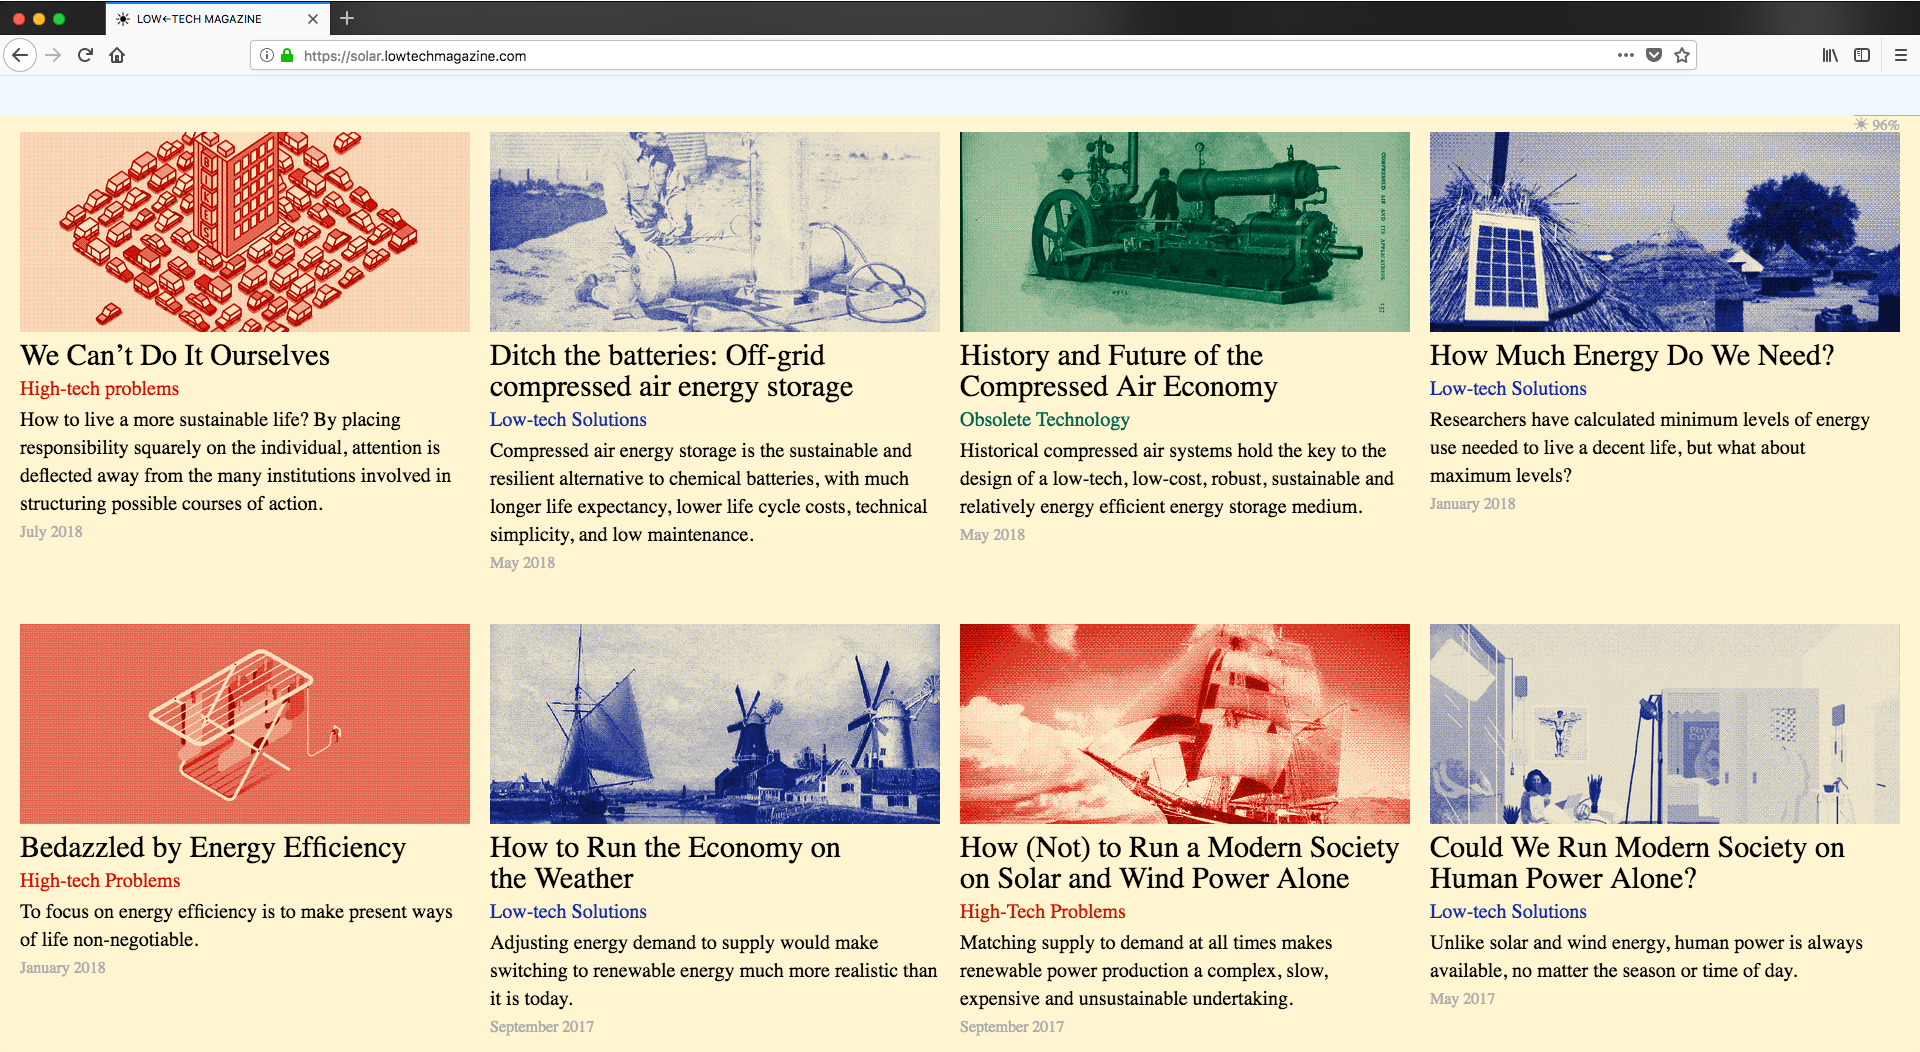 LOW←TECH MAGAZINE
https://solar.lowtechmagazine.com
96%
We Can’t Do It Ourselves
High-tech problems
How to live a more sustainable life? By placing
responsibility squarely on the individual, attention is
deflected away from the many institutions involved in
structuring possible courses of action.
July 2018
Ditch the batteries: Off-grid
compressed air energy storage
Low-tech Solutions
Compressed air energy storage is the sustainable and
resilient alternative to chemical batteries, with much
longer life expectancy, lower life cycle costs, technical
simplicity, and low maintenance.
May 2018
COMPRESSED AIR AND ITS APPLICATIONS.
History and Future of the
Compressed Air Economy
Obsolete Technology
Historical compressed air systems hold the key to the
design of a low-tech, low-cost, robust, sustainable and
relatively energy efficient energy storage medium.
May 2018
How Much Energy Do We Need?
Low-tech Solutions
Researchers have calculated minimum levels of energy
use needed to live a decent life, but what about
maximum levels?
January 2018
Bedazzled by Energy Efficiency
High-tech Problems
To focus on energy efficiency is to make present ways
of life non-negotiable.
January 2018
How to Run the Economy on
the Weather
Low-tech Solutions
Adjusting energy demand to supply would make
switching to renewable energy much more realistic than
it is today.
September 2017
How (Not) to Run a Modern Society
on Solar and Wind Power Alone
High-Tech Problems
Matching supply to demand at all times makes
renewable power production a complex, slow,
expensive and unsustainable undertaking.
September 2017
Could We Run Modern Society on
Human Power Alone?
Low-tech Solutions
Unlike solar and wind energy, human power is always
available, no matter the season or time of day.
May 2017